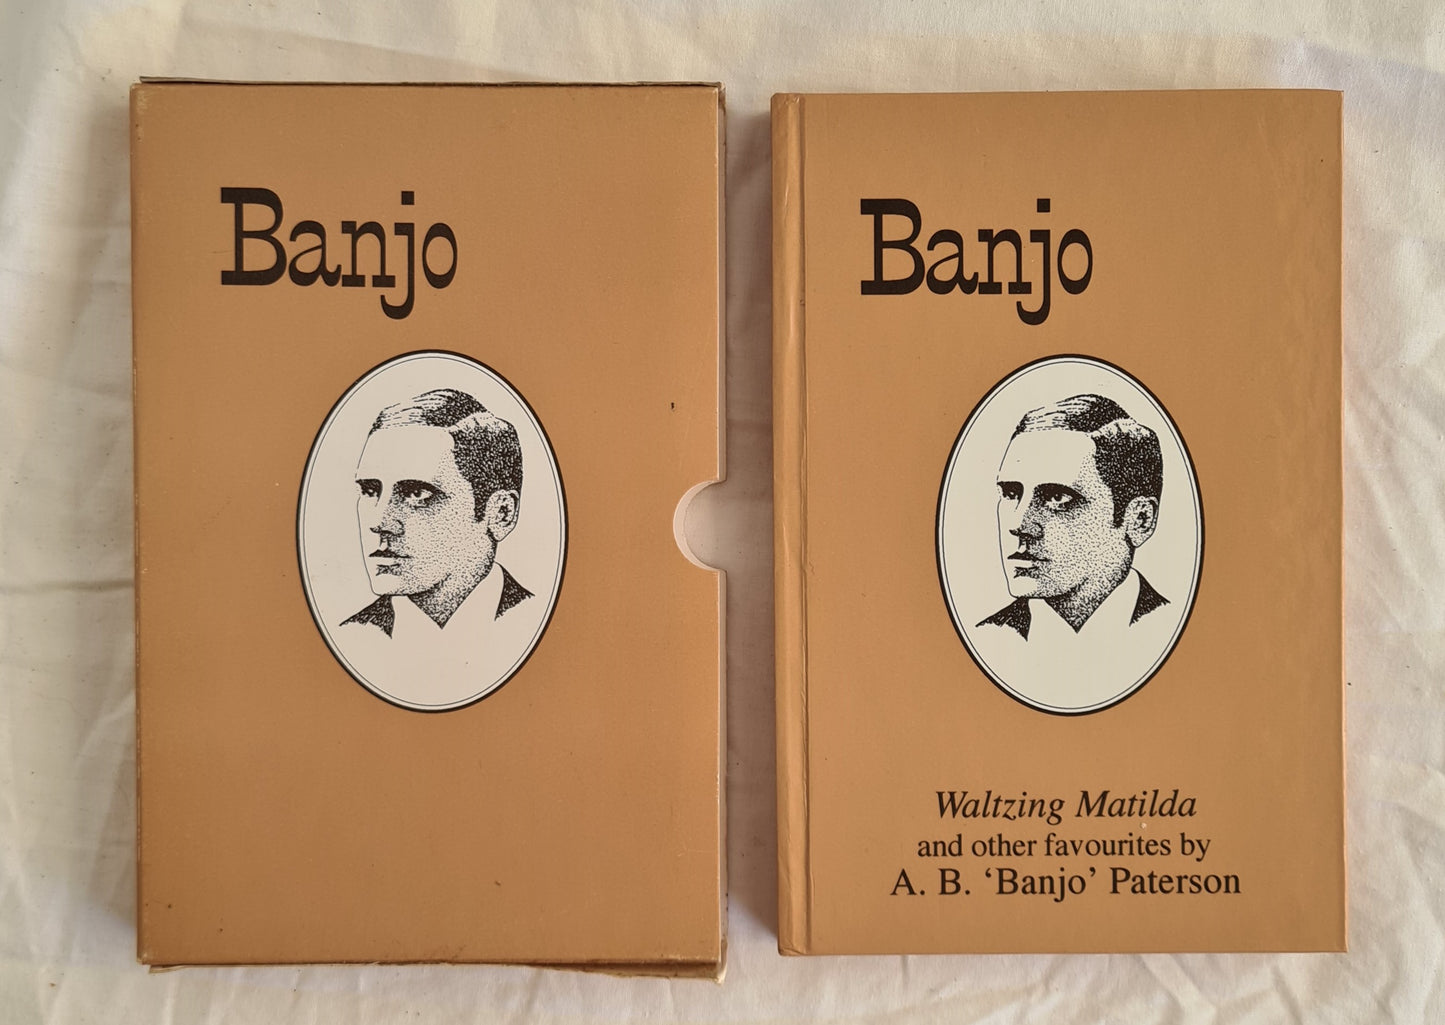 Banjo
Banjo
Waltzing Matilda
and other favourites by
A. B. ‘Banjo’ Paterson